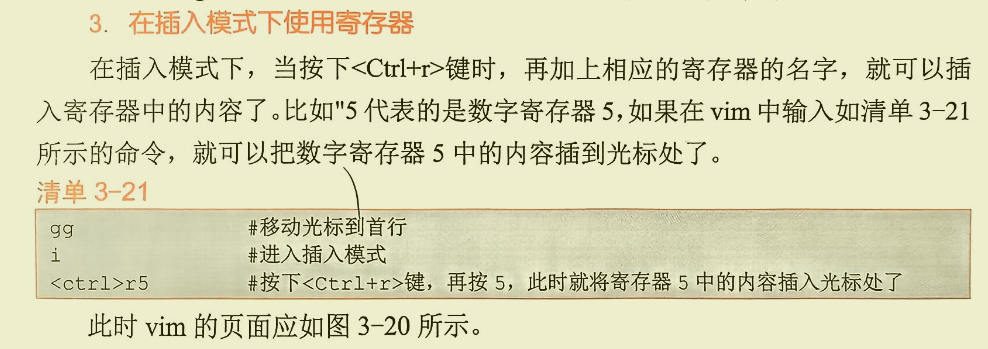 3. 在插入模式下使用寄存器
在插入模式下，当按下<Ctrl+r>键时，再加上相应的寄存器的名字，就可以插
入寄存器中的内容了。比如"5 代表的是数字寄存器 5，如果在 vim 中输入如清单 3-21
所示的命令，就可以把数字寄存器 5 中的内容插到光标处了。
清单 3-21
gg #移动光标到首行
i #进入插入模式
<ctrl>r5 #按下<Ctrl+r>键，再按 5，此时就将寄存器 5 中的内容插入光标处了
此时 vim 的页面应如图 3-20 所示。